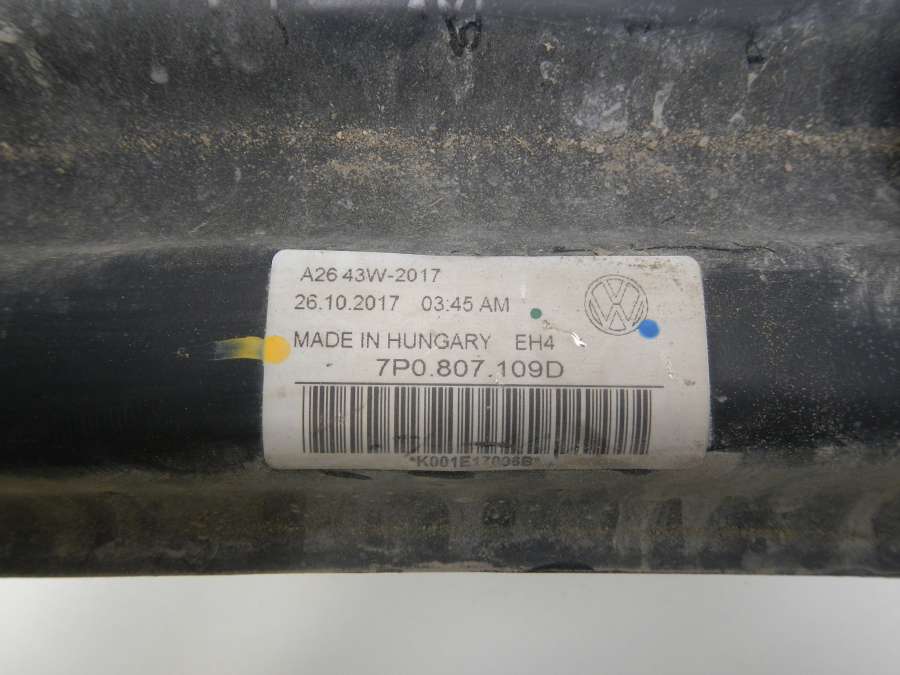 A26 43W-2017
26.10.2017 03:45 AM
MADE IN HUNGARY EH4
7P0.807.109D